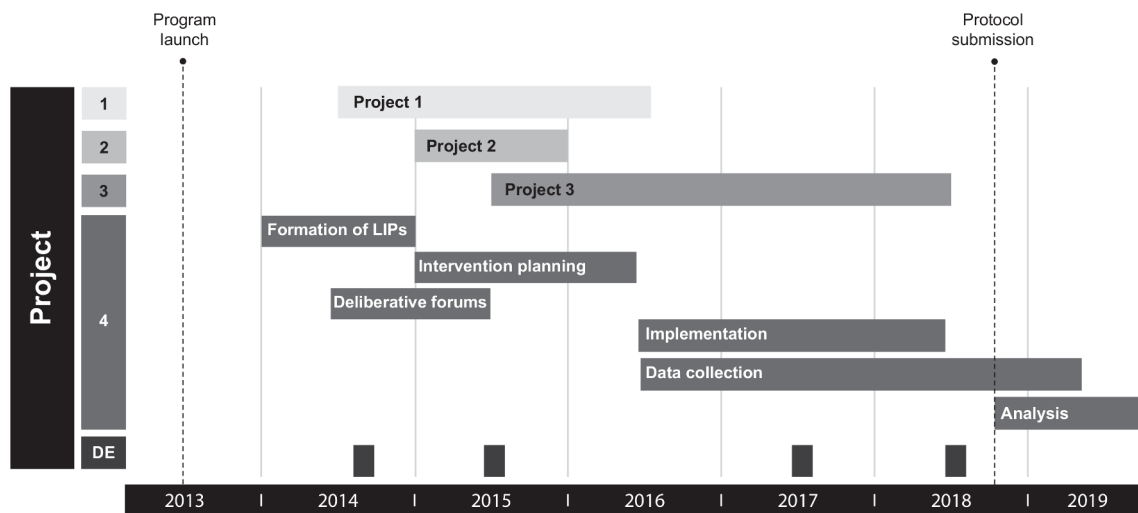 Program
launch
Protocol
submission
Project
1
Project 1
2
Project 2
3
Project 3
4
Formation of LIPs
Intervention planning
Deliberative forums
Implementation
Data collection
Analysis
DE
2013 | 2014 | 2015 | 2016 | 2017 | 2018 | 2019